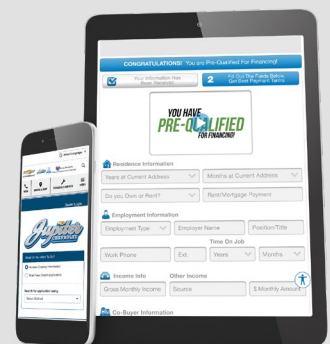 CONGRATULATIONS! You are Pre-Qualified For Financing!
Your Information Has
Been Received
2 Fill Out The Fields Below,
Get Best Payment Terms
YOU HAVE
PRE-QUALIFIED
FOR FINANCING!
Residence Information
Years at Current Address
Months at Current Address
Do you Own or Rent?
Rent/Mortgage Payment
Employment Information
Employment Type
Employer Name
Position/Title
Time On Job
Work Phone
Ext.
Years
Months
Income Info
Other Income
Gross Monthly Income
Source
$ Monthly Amount
Co-Buyer Information
Jupiter
CHEVROLET